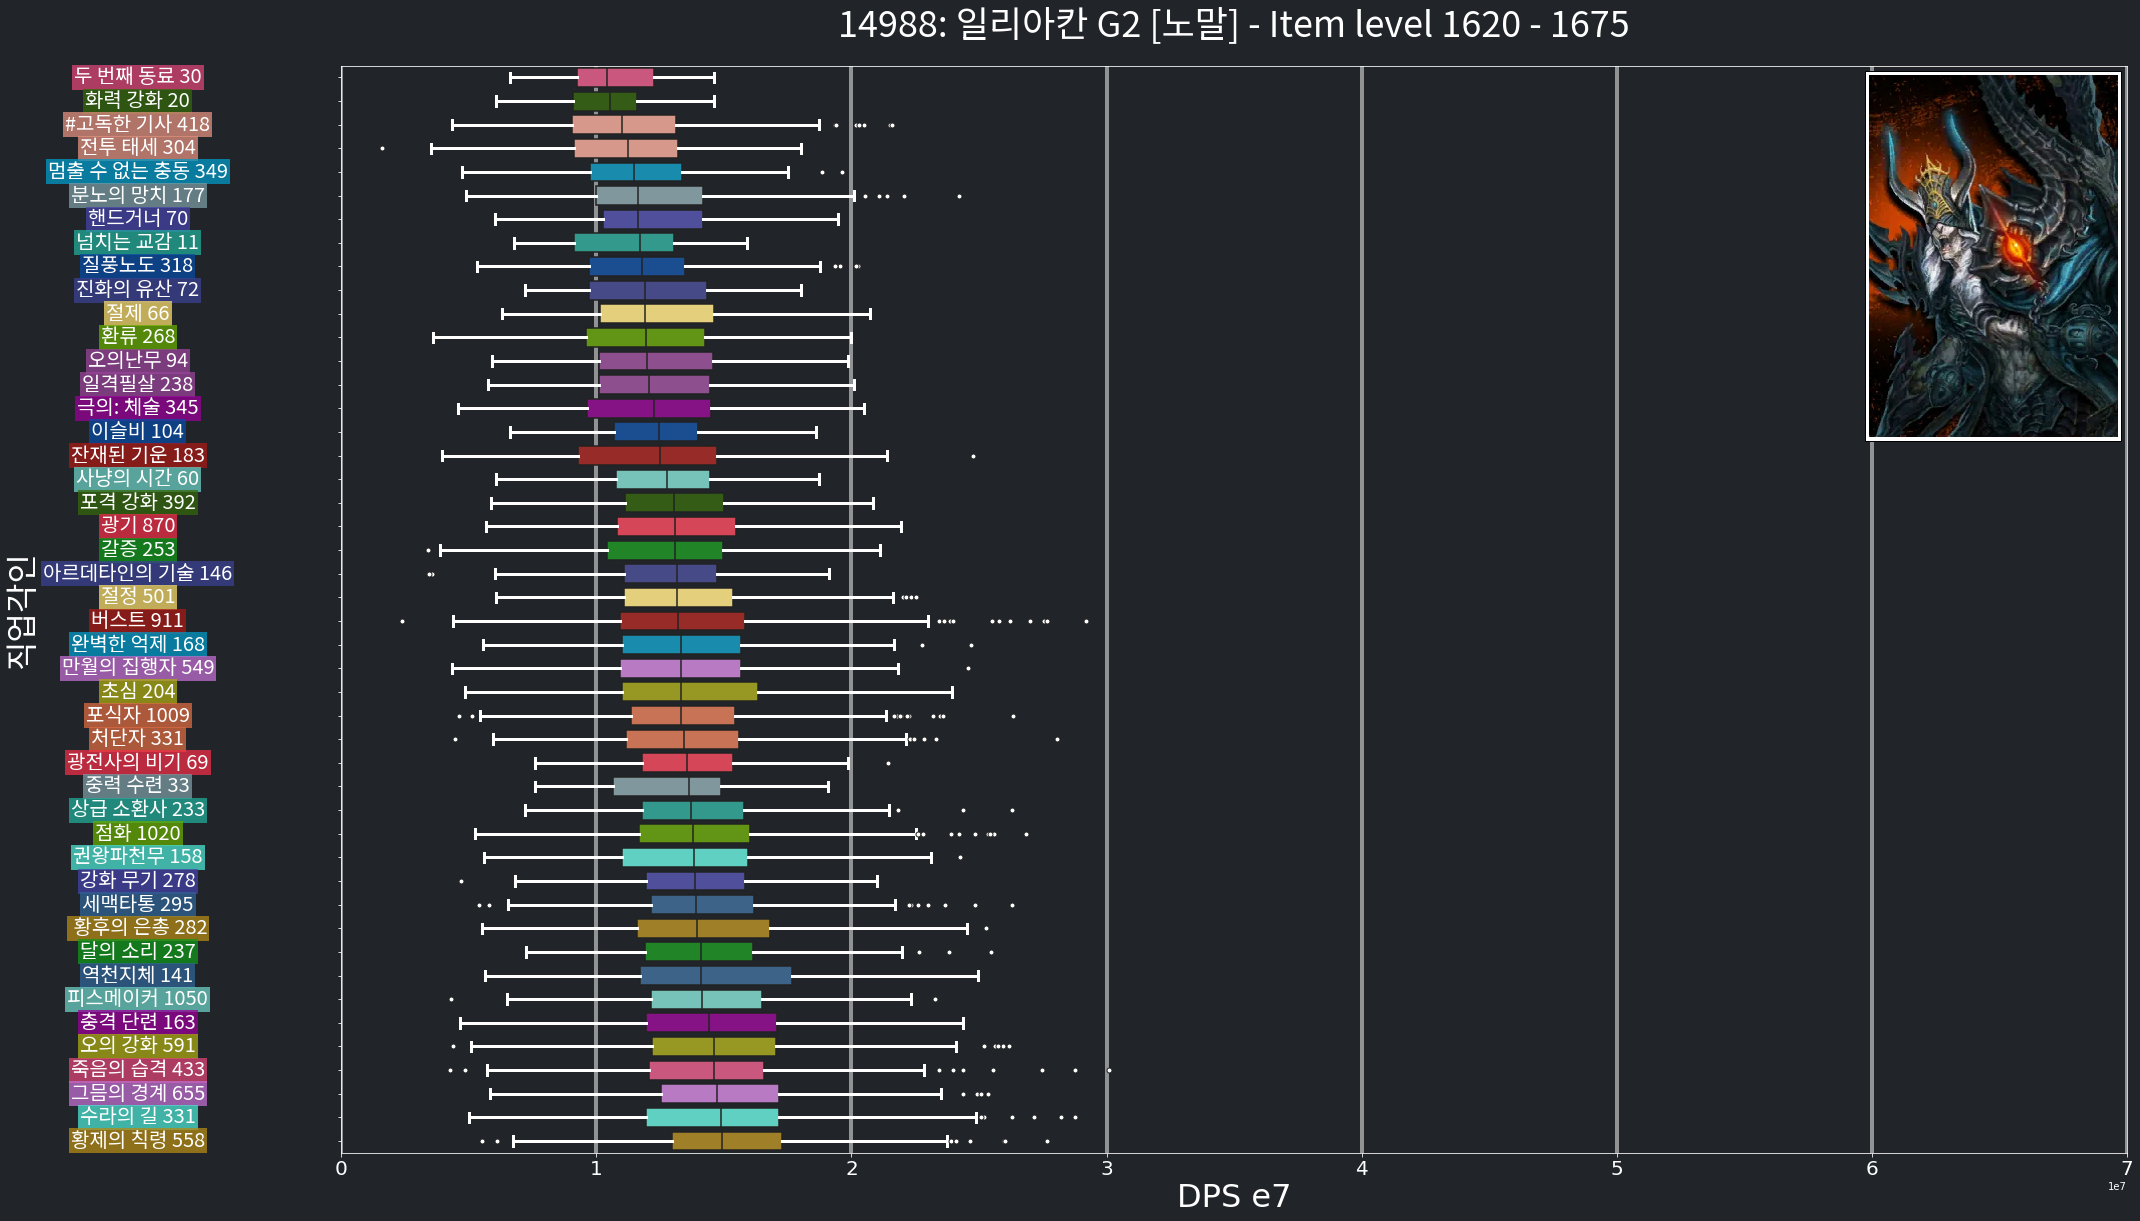 14988: 일리아칸 G2 [노말] - Item level 1620 - 1675
두 번째 동료 30
화력 강화 20
#고독한 기사 418
전투 태세 304
멈출 수 없는 충동 349
분노의 망치 177
핸드거너 70
넘치는 교감 11
질풍노도 318
진화의 유산 72
절제 66
환류 268
오의난무 94
일격필살 238
극의: 체술 345
이슬비 104
잔재된 기운 183
사냥의 시간 60
포격 강화 392
광기 870
갈증 253
아르데타인의 기술 146
절정 501
버스트 911
완벽한 억제 168
만월의 집행자 549
초심 204
포식자 1009
처단자 331
광전사의 비기 69
중력 수련 33
상급 소환사 233
점화 1020
권왕파천무 158
강화 무기 278
세맥타통 295
황후의 은총 282
달의 소리 237
역천지체 141
피스메이커 1050
충격 단련 163
오의 강화 591
죽음의 습격 433
그믐의 경계 655
수라의 길 331
황제의 칙령 558
직업각인
0 1 2 3 4 5 6 7
1e7
DPS e7